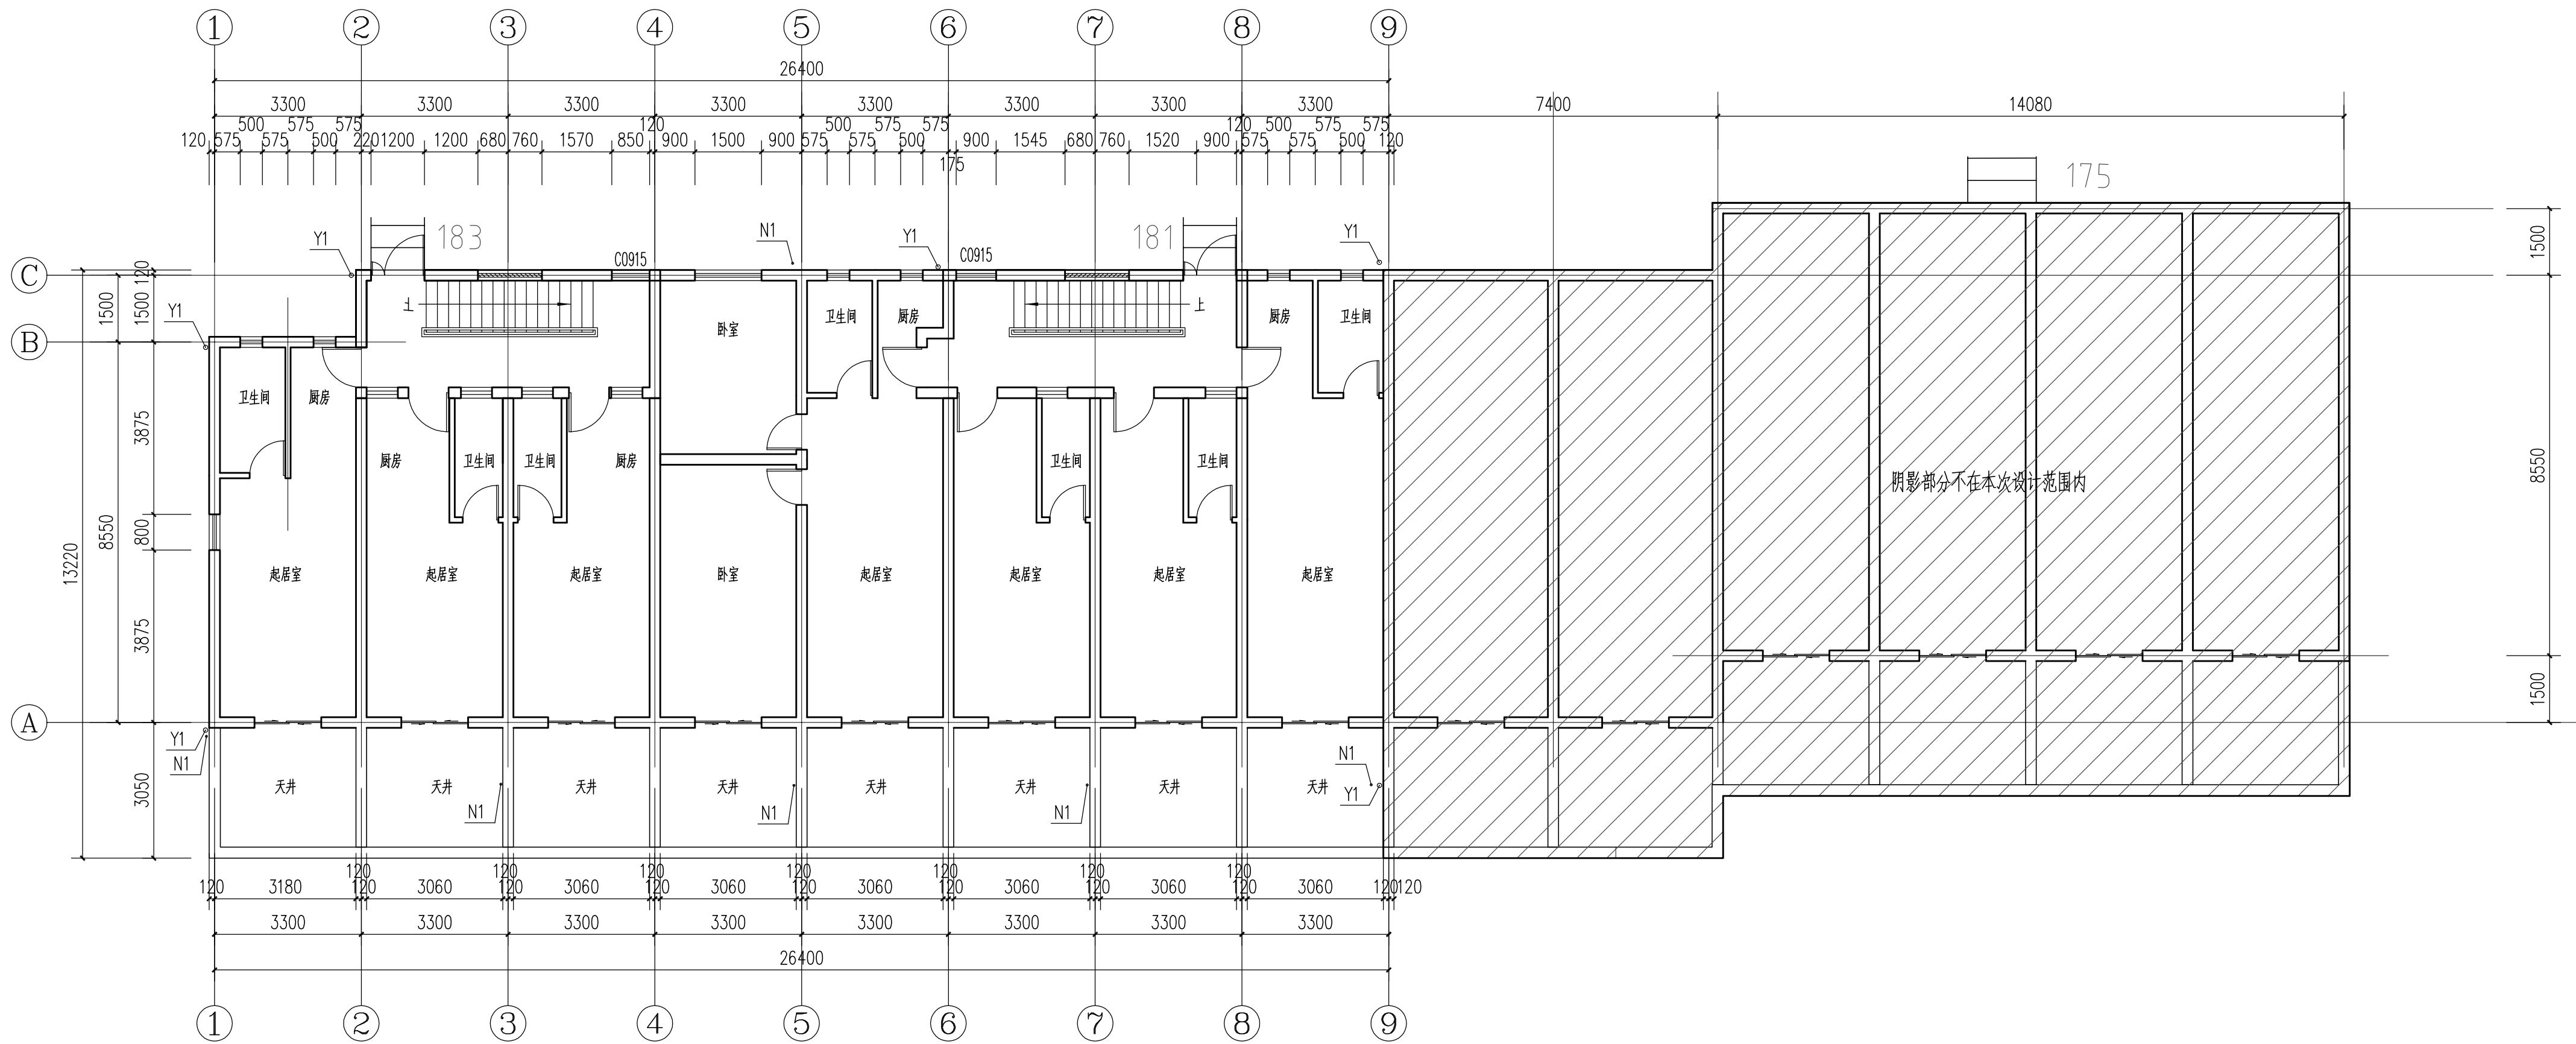 1 2 3 4 5 6 7 8 9
26400
3300 3300 3300 3300 3300 3300 3300 3300 7400 14080
500 575 575 120 500 575 575 120 500 575 575
120 575 575 500 220 1200 1200 680 760 1570 850 900 1500 900 575 575 500 900 1545 680 760 1520 900 575 575 500 120
175
175
183 181
Y1 N1 Y1 Y1
C0915 C0915
C
B
A
Y1
上 上
卧室 卫生间 厨房 厨房 卫生间
卫生间 厨房
厨房 卫生间 卫生间 厨房 卫生间 卫生间
阴影部分不在本次设计范围内
起居室 起居室 起居室 卧室 起居室 起居室 起居室 起居室
天井 天井 天井 天井 天井 天井 天井 天井
Y1
N1
N1 N1 N1
N1
Y1
13220
1500 8550
120 1500 3875 800 3875 3050
1500 8550 1500
120 120 120 120 120 120 120
120 3180 120 3060 120 3060 120 3060 120 3060 120 3060 120 3060 120 3060 120 120
3300 3300 3300 3300 3300 3300 3300 3300
26400
1 2 3 4 5 6 7 8 9